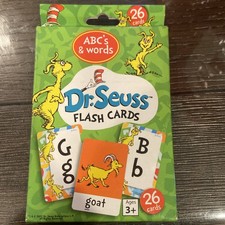 ABC's
& words
26
cards
Dr. Seuss
FLASH CARDS
G
g
B
b
goat
AGES
3+
26
cards